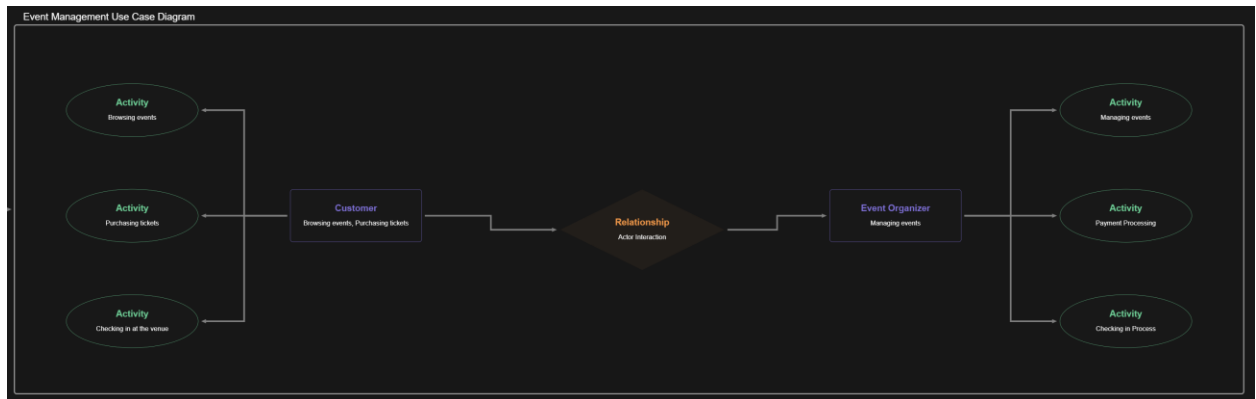 Event Management Use Case Diagram
Activity
Browsing events
Activity
Purchasing tickets
Activity
Checking in at the venue
Customer
Browsing events, Purchasing tickets
Relationship
Actor Interaction
Event Organizer
Managing events
Activity
Managing events
Activity
Payment Processing
Activity
Checking in Process